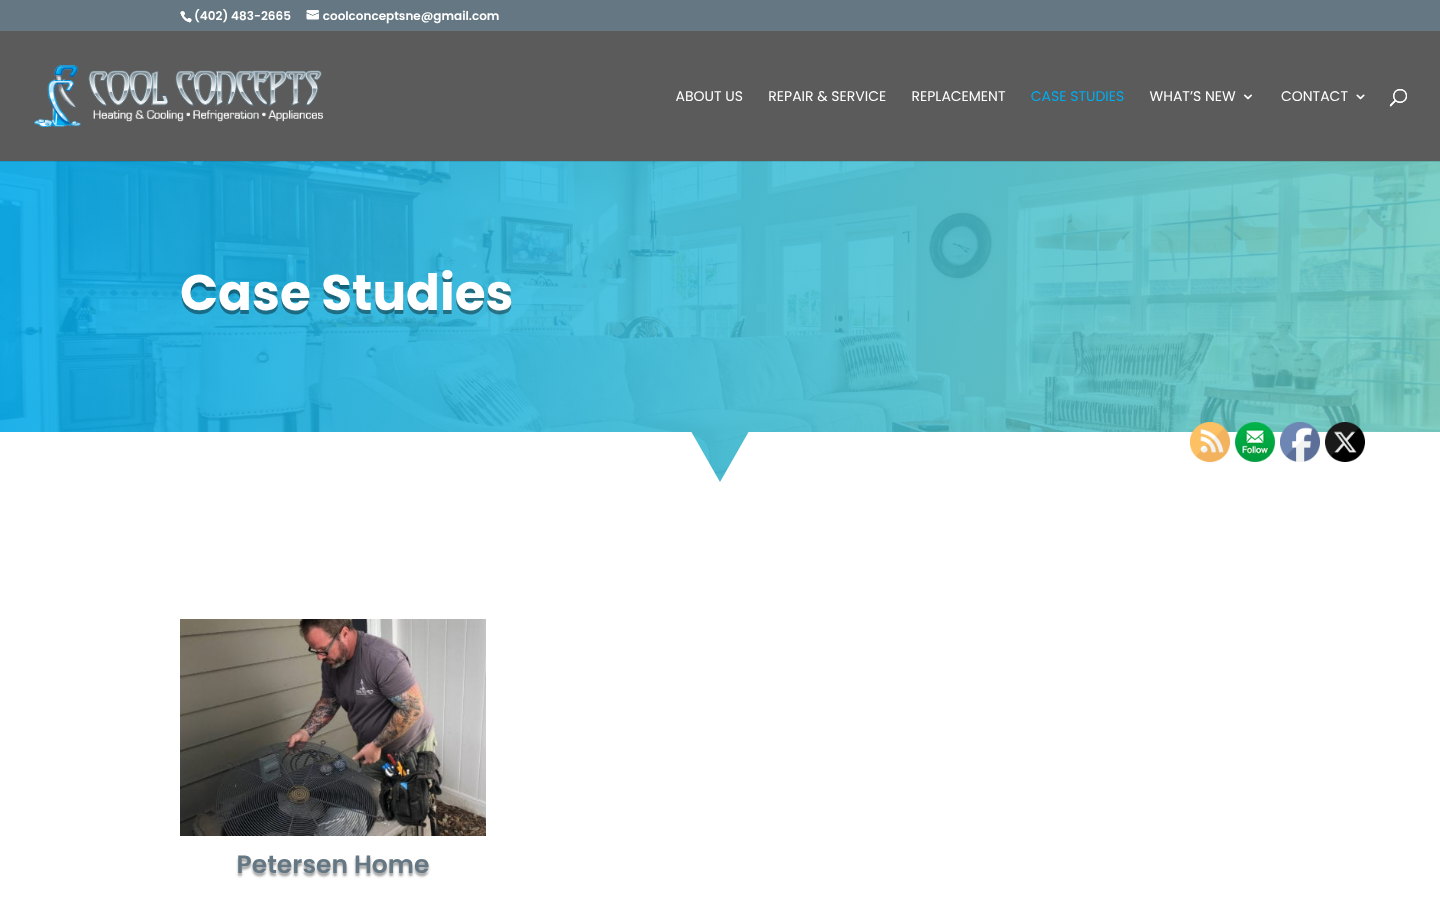 (402) 483-2665 coolconceptsne@gmail.com
COOL CONCEPTS
Heating & Cooling • Refrigeration • Appliances
ABOUT US REPAIR & SERVICE REPLACEMENT CASE STUDIES WHAT’S NEW CONTACT
Case Studies
Follow
Petersen Home